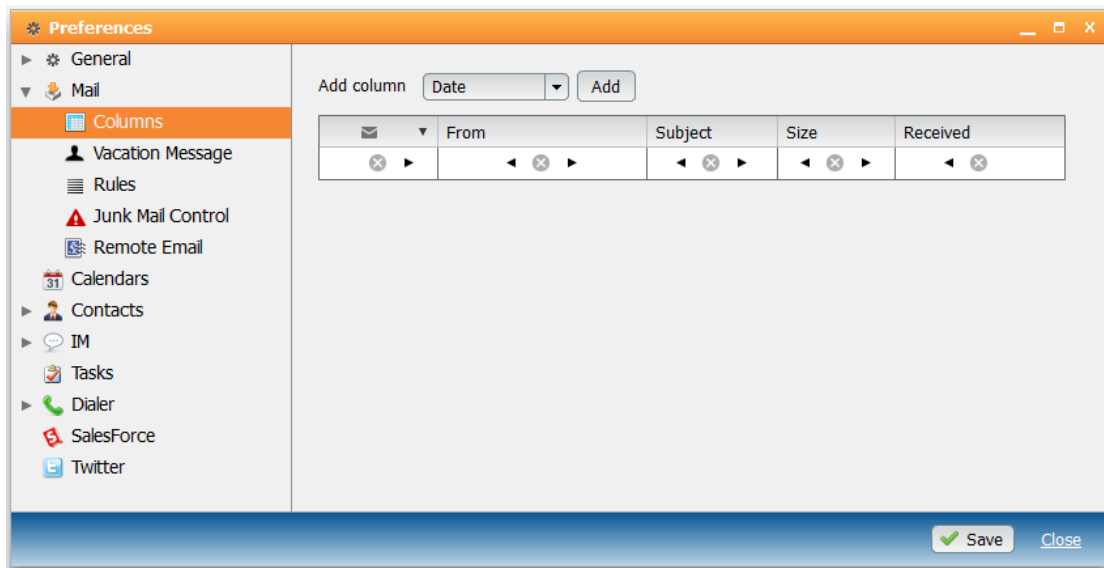 Preferences
General
Mail
Columns
Vacation Message
Rules
Junk Mail Control
Remote Email
31 Calendars
Contacts
IM
Tasks
Dialer
SalesForce
Twitter
Add column Date Add
From Subject Size Received
Save Close